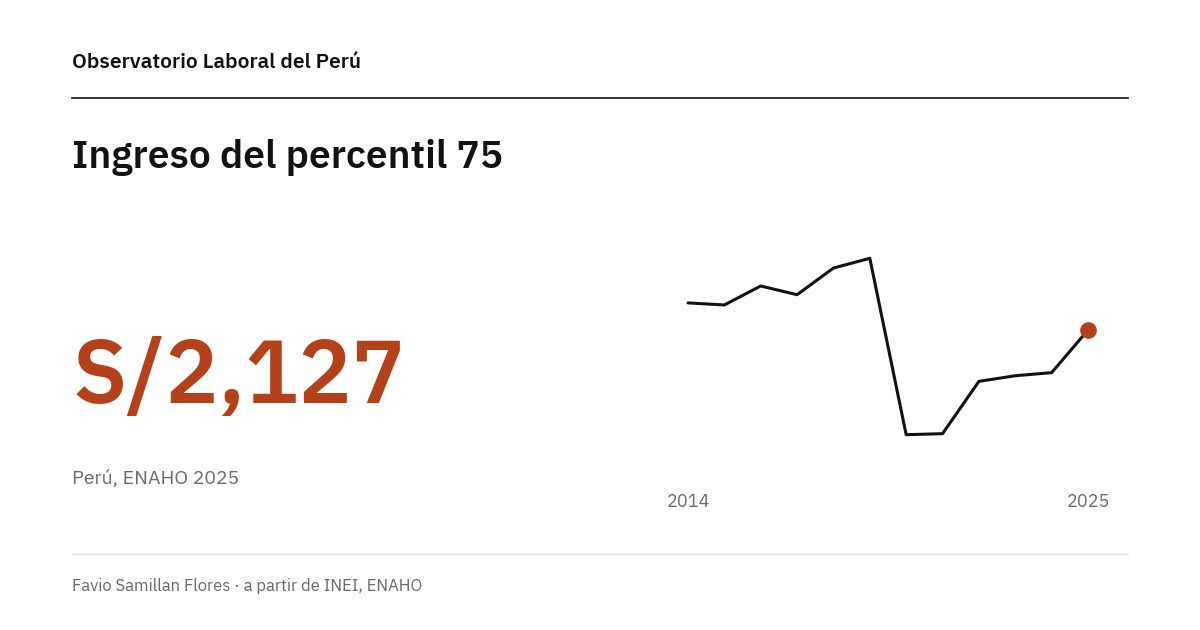 Observatorio Laboral del Perú
Ingreso del percentil 75
S/2,127
Perú, ENAHO 2025
2014
2025
Favio Samillan Flores · a partir de INEI, ENAHO